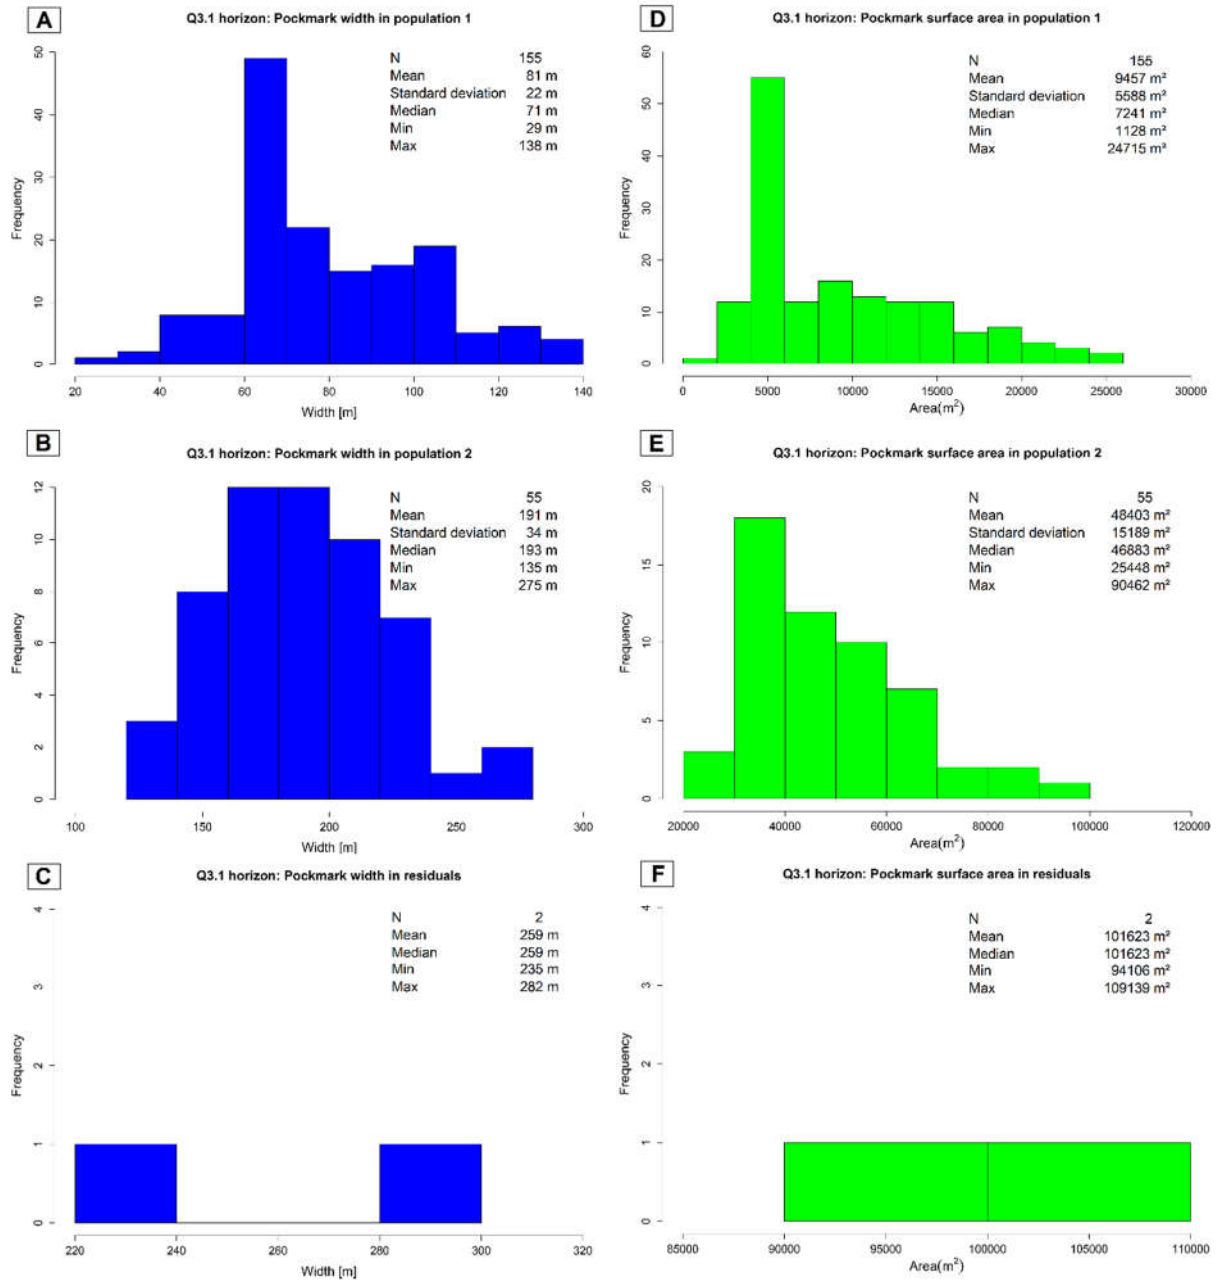 A
Q3.1 horizon: Pockmark width in population 1
N 155
Mean 81 m
Standard deviation 22 m
Median 71 m
Min 29 m
Max 138 m
Frequency
0 10 20 30 40 50
20 40 60 80 100 120 140
Width [m]
D
Q3.1 horizon: Pockmark surface area in population 1
N 155
Mean 9457 m²
Standard deviation 5588 m²
Median 7241 m²
Min 1128 m²
Max 24715 m²
Frequency
0 10 20 30 40 50 60
0 5000 10000 15000 20000 25000 30000
Area(m²)
B
Q3.1 horizon: Pockmark width in population 2
N 55
Mean 191 m
Standard deviation 34 m
Median 193 m
Min 135 m
Max 275 m
Frequency
0 2 4 6 8 10 12
100 150 200 250 300
Width [m]
E
Q3.1 horizon: Pockmark surface area in population 2
N 55
Mean 48403 m²
Standard deviation 15189 m²
Median 46883 m²
Min 25448 m²
Max 90462 m²
Frequency
0 5 10 15 20
20000 40000 60000 80000 100000 120000
Area(m²)
C
Q3.1 horizon: Pockmark width in residuals
N 2
Mean 259 m
Median 259 m
Min 235 m
Max 282 m
Frequency
0 1 2 3 4
220 240 260 280 300 320
Width [m]
F
Q3.1 horizon: Pockmark surface area in residuals
N 2
Mean 101623 m²
Median 101623 m²
Min 94106 m²
Max 109139 m²
Frequency
0 1 2 3 4
85000 90000 95000 100000 105000 110000
Area(m²)